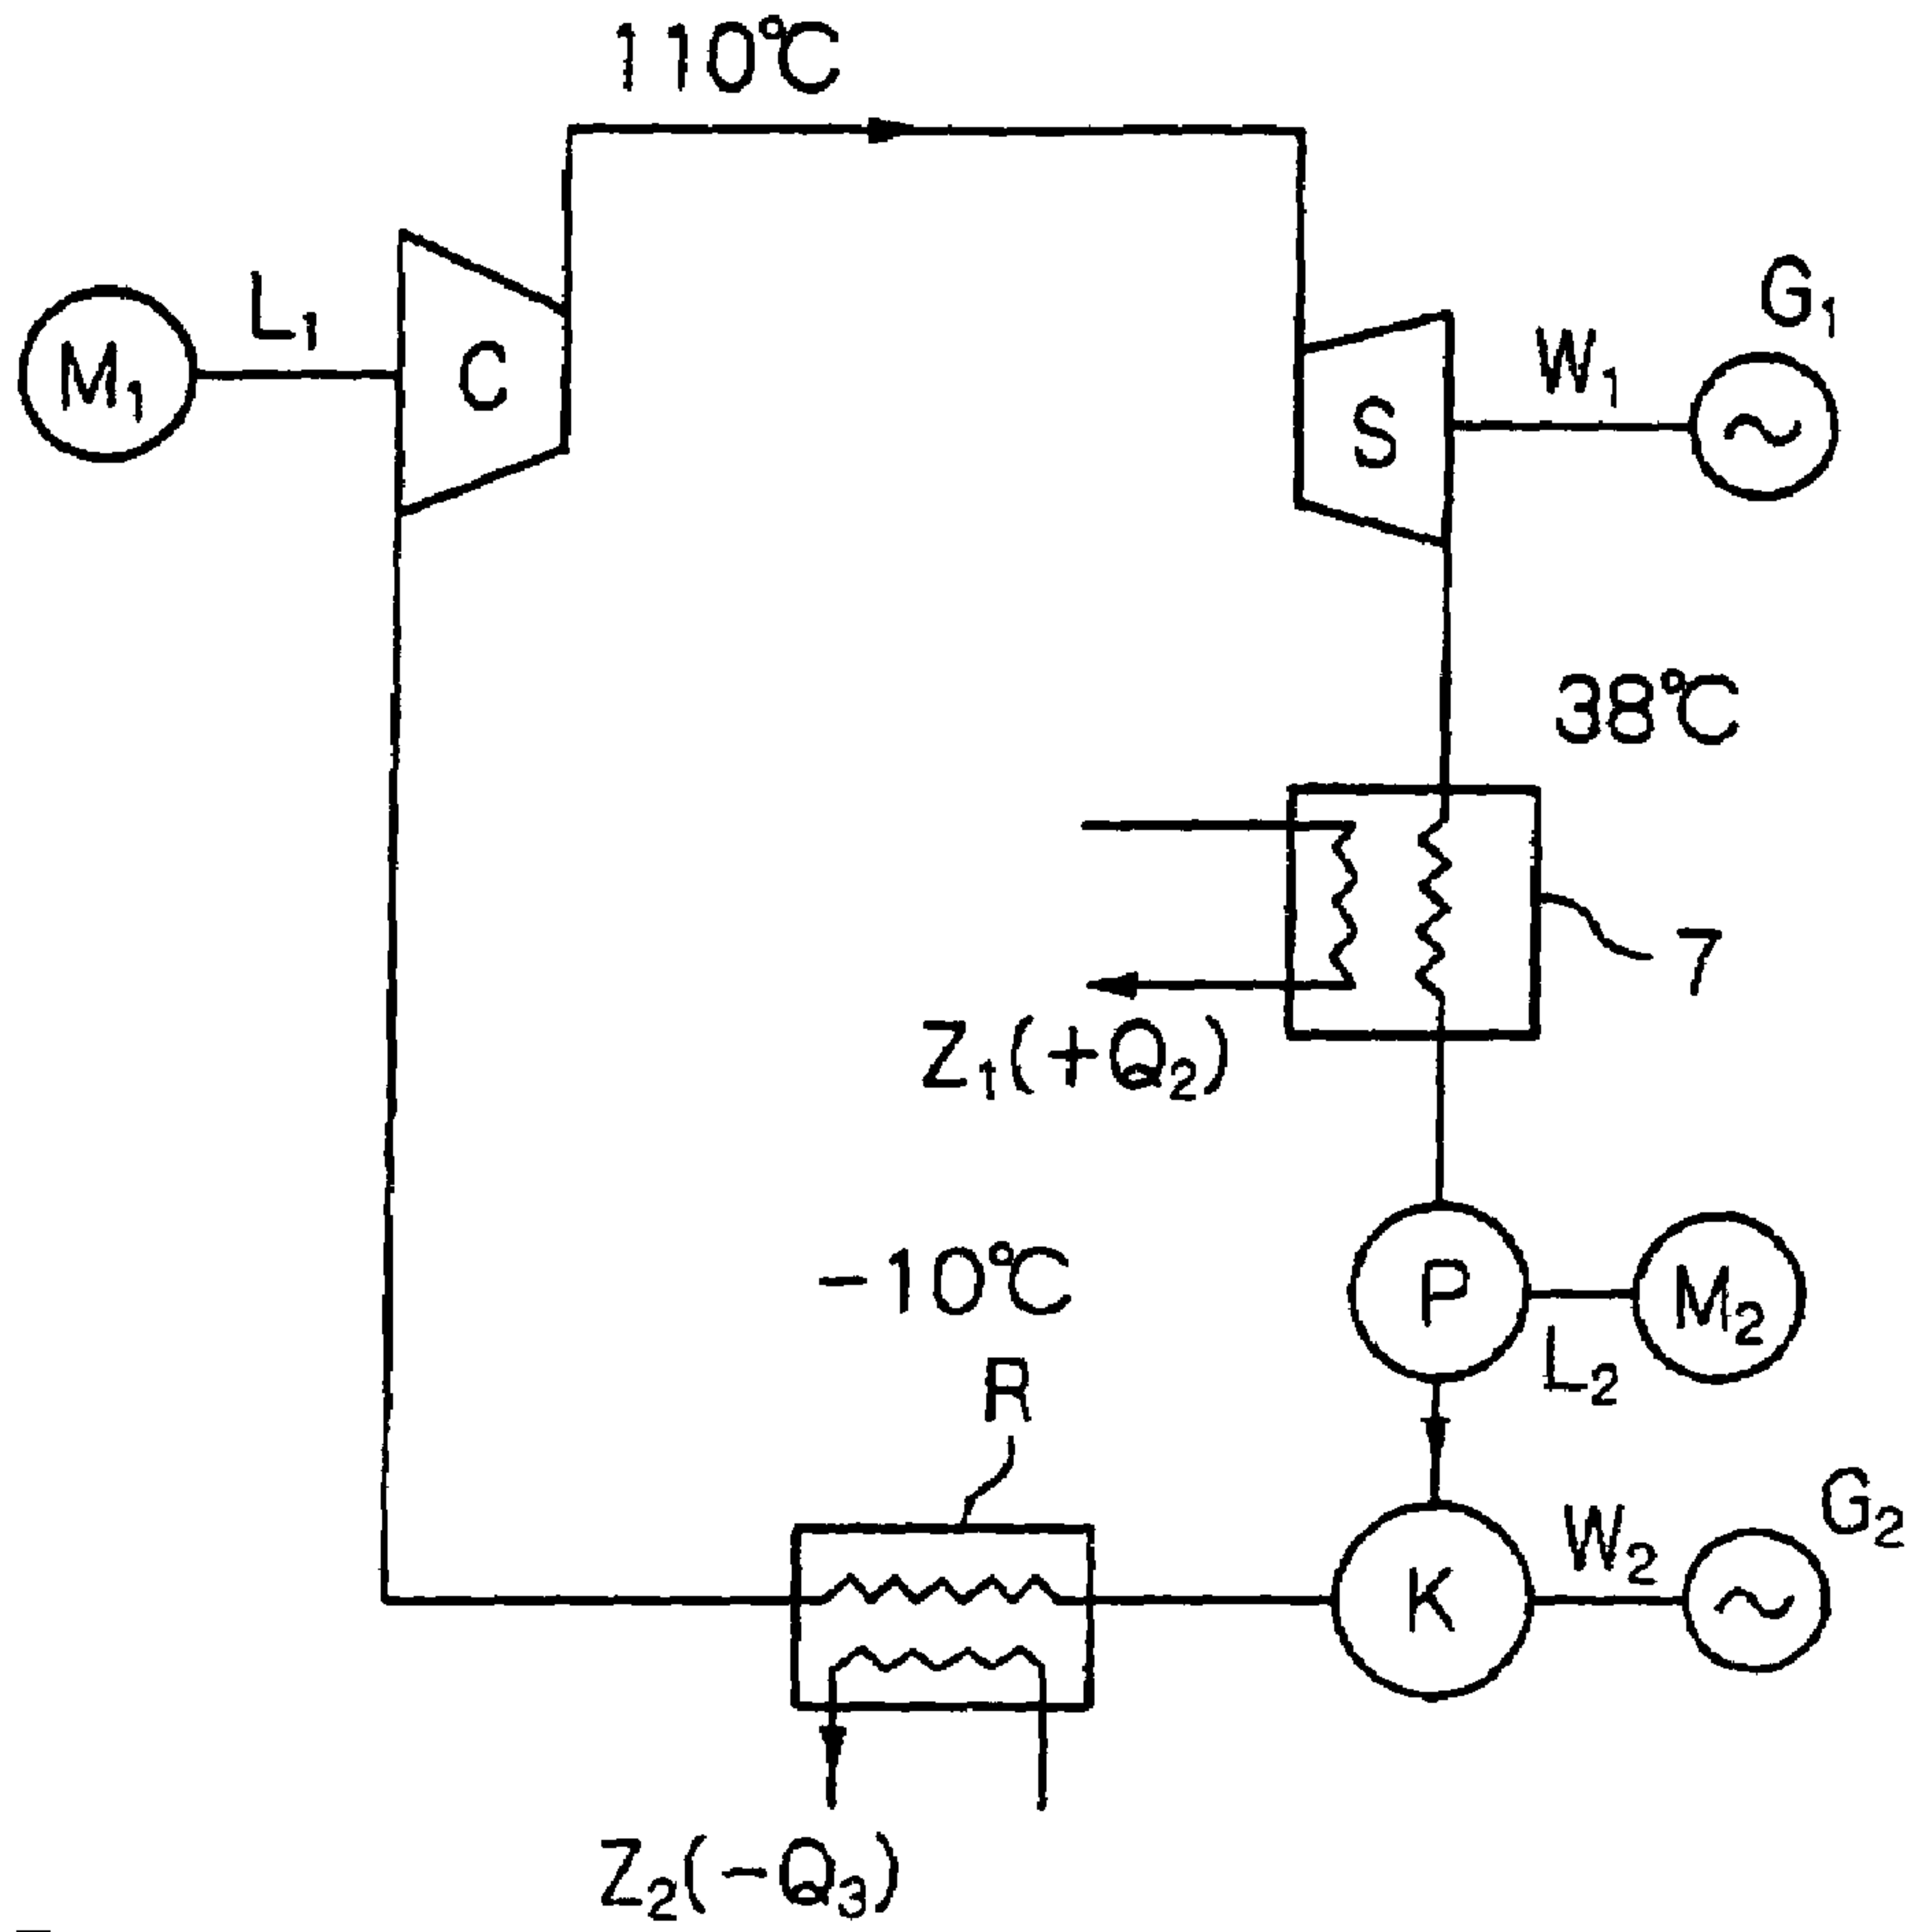 110℃
G₁
L₁
W₁
M₁
C
S
38℃
7
Z₁(+Q₂)
-10℃
P
M₂
L₂
R
G₂
W₂
K
Z₂(-Q₃)